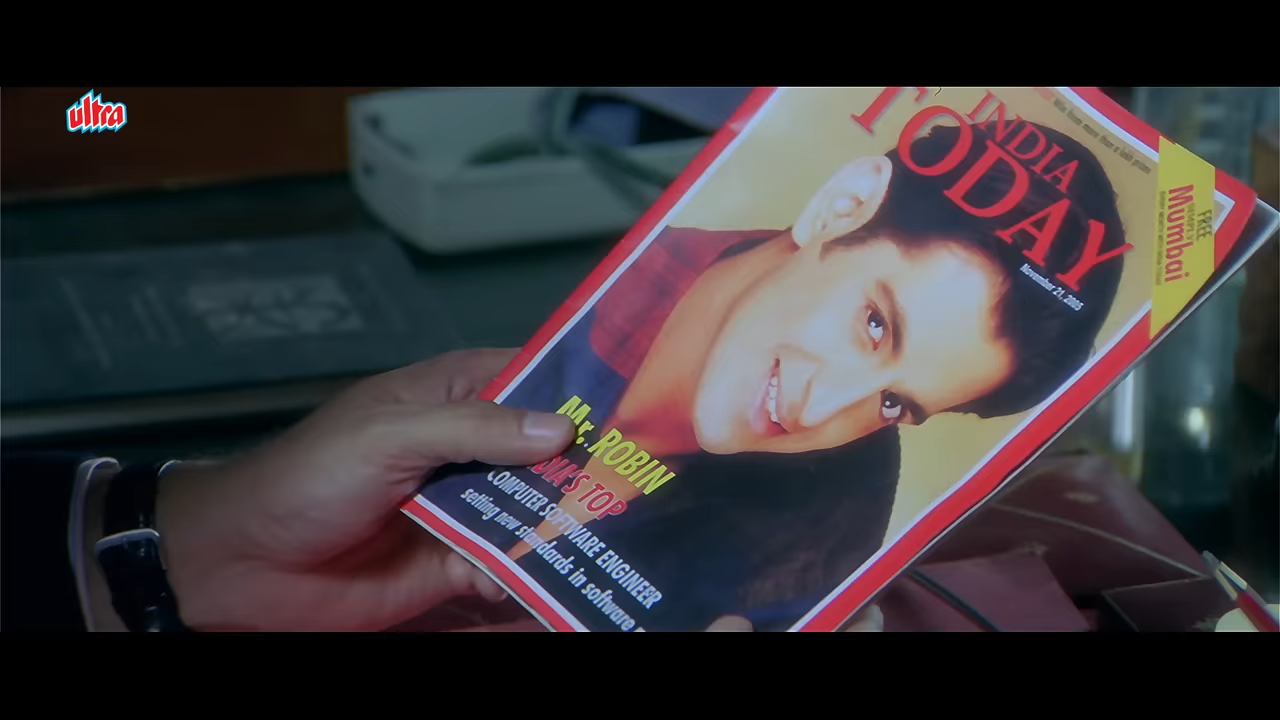 ultra
INDIA
TODAY
November 21, 2005
FREE
Mumbai
Mr. ROBIN
DIA'S TOP
COMPUTER SOFTWARE ENGINEER
setting new standards in software